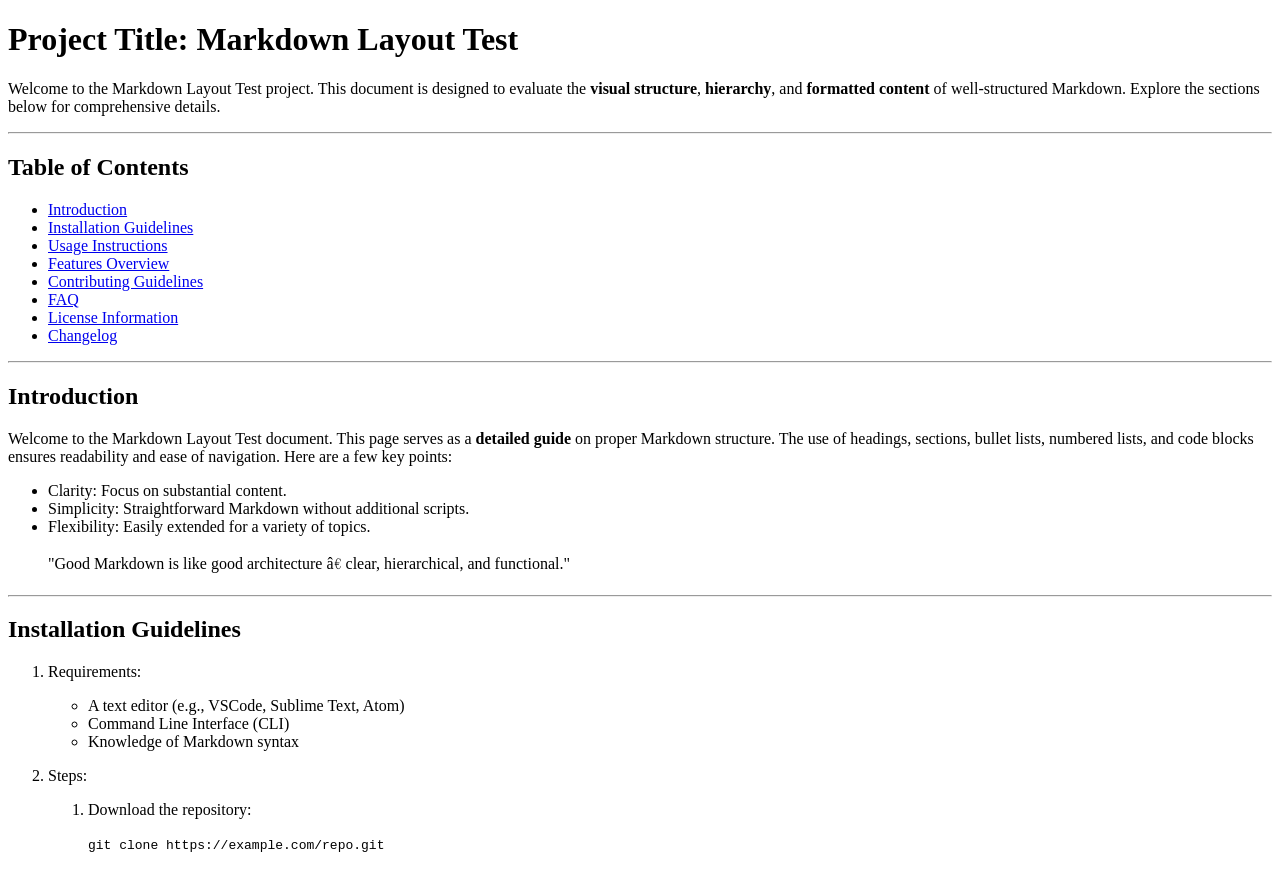 Project Title: Markdown Layout Test
Welcome to the Markdown Layout Test project. This document is designed to evaluate the visual structure, hierarchy, and formatted content of well-structured Markdown. Explore the sections
below for comprehensive details.
Table of Contents
Introduction
Installation Guidelines
Usage Instructions
Features Overview
Contributing Guidelines
FAQ
License Information
Changelog
Introduction
Welcome to the Markdown Layout Test document. This page serves as a detailed guide on proper Markdown structure. The use of headings, sections, bullet lists, numbered lists, and code blocks
ensures readability and ease of navigation. Here are a few key points:
Clarity: Focus on substantial content.
Simplicity: Straightforward Markdown without additional scripts.
Flexibility: Easily extended for a variety of topics.
"Good Markdown is like good architecture â€ clear, hierarchical, and functional."
Installation Guidelines
1. Requirements:
A text editor (e.g., VSCode, Sublime Text, Atom)
Command Line Interface (CLI)
Knowledge of Markdown syntax
2. Steps:
1. Download the repository:
git clone https://example.com/repo.git